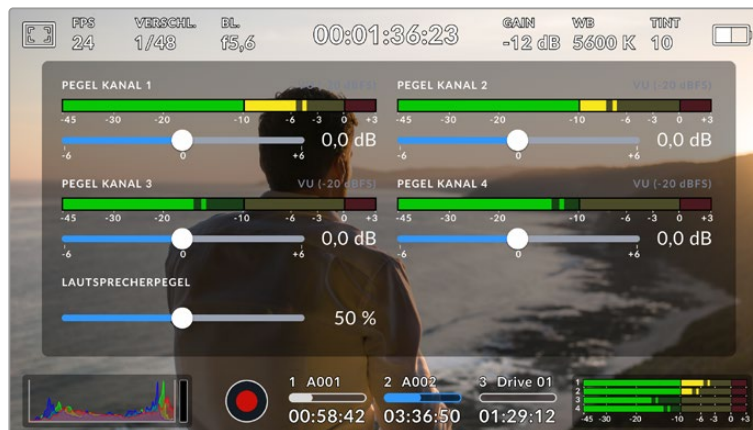 FPS VERSCHL. BL. 00:01:36:23 GAIN WB TINT
24 1/48 f5,6 -12 dB 5600 K 10
PEGEL KANAL 1 VU (-20 dBFS) PEGEL KANAL 2 VU (-20 dBFS)
-45 -30 -20 -10 -6 -3 0 +3 -45 -30 -20 -10 -6 -3 0 +3
0,0 dB 0,0 dB
-6 0 +6 -6 0 +6
PEGEL KANAL 3 VU (-20 dBFS) PEGEL KANAL 4 VU (-20 dBFS)
-45 -30 -20 -10 -6 -3 0 +3 -45 -30 -20 -10 -6 -3 0 +3
0,0 dB 0,0 dB
-6 0 +6 -6 0 +6
LAUTSPRECHERPEGEL
50 %
1 A001 2 A002 3 Drive 01
00:58:42 03:36:50 01:29:12
1
2
3
4
-45 -30 -20 -10 -6 -3 0 +3